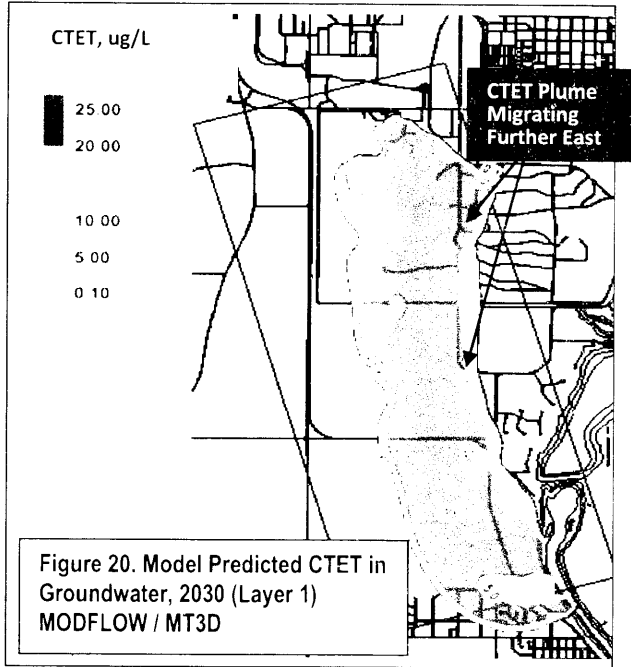 CTET, ug/L
25 00
20 00
10 00
5 00
0 10
CTET Plume
Migrating
Further East
Figure 20. Model Predicted CTET in
Groundwater, 2030 (Layer 1)
MODFLOW / MT3D